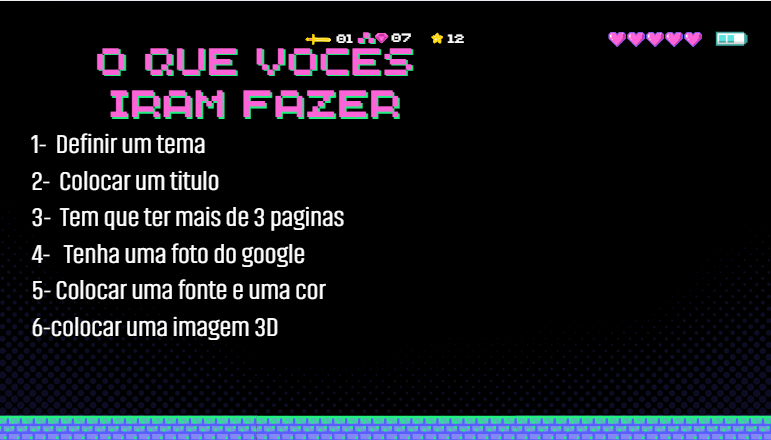 01 07 12
O QUE VOCES
IRAM FAZER
1- Definir um tema
2- Colocar um titulo
3- Tem que ter mais de 3 paginas
4- Tenha uma foto do google
5- Colocar uma fonte e uma cor
6-colocar uma imagem 3D